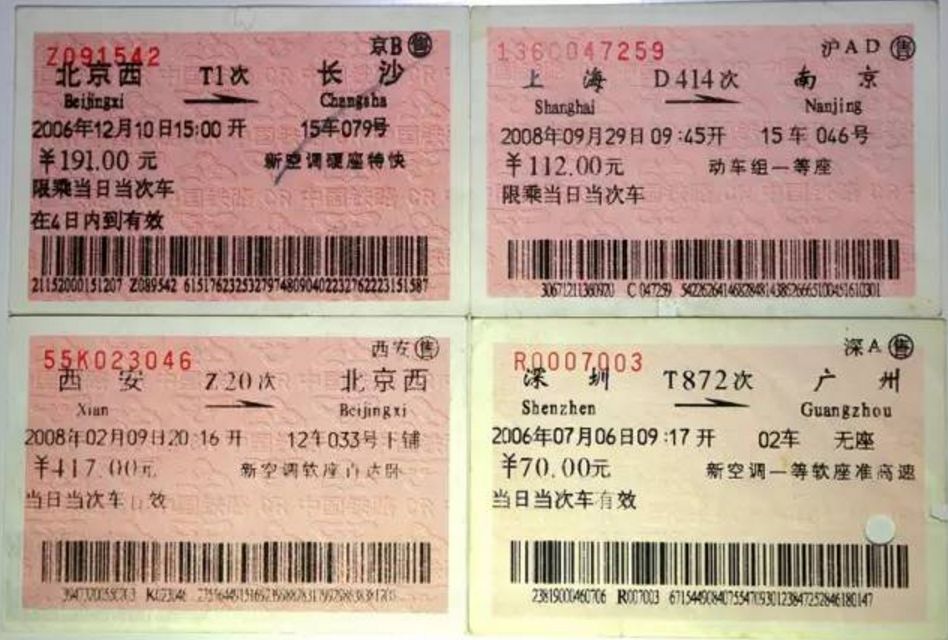 Z091542 京B 售
北京西 T1次 长沙
Beijingxi Changsha
2006年12月10日15:00开 15车079号
¥191.00元 新空调硬座特快
限乘当日当次车
在4日内到有效
1360047259 沪AD 售
上海 D414次 南京
Shanghai Nanjing
2008年09月29日09:45开 15车046号
¥112.00元 动车组一等座
限乘当日当次车
55K023046 西安 售
西安 Z20次 北京西
Xian Beijingxi
2008年02月09日20:16开 12车033号下铺
¥417.00元 新空调软座直达卧
当日当次车有效
R0007003 深A 售
深圳 T872次 广州
Shenzhen Guangzhou
2006年07月06日09:17开 02车 无座
¥70.00元 新空调一等软座准高速
当日当次车有效
23819000460706 R007003